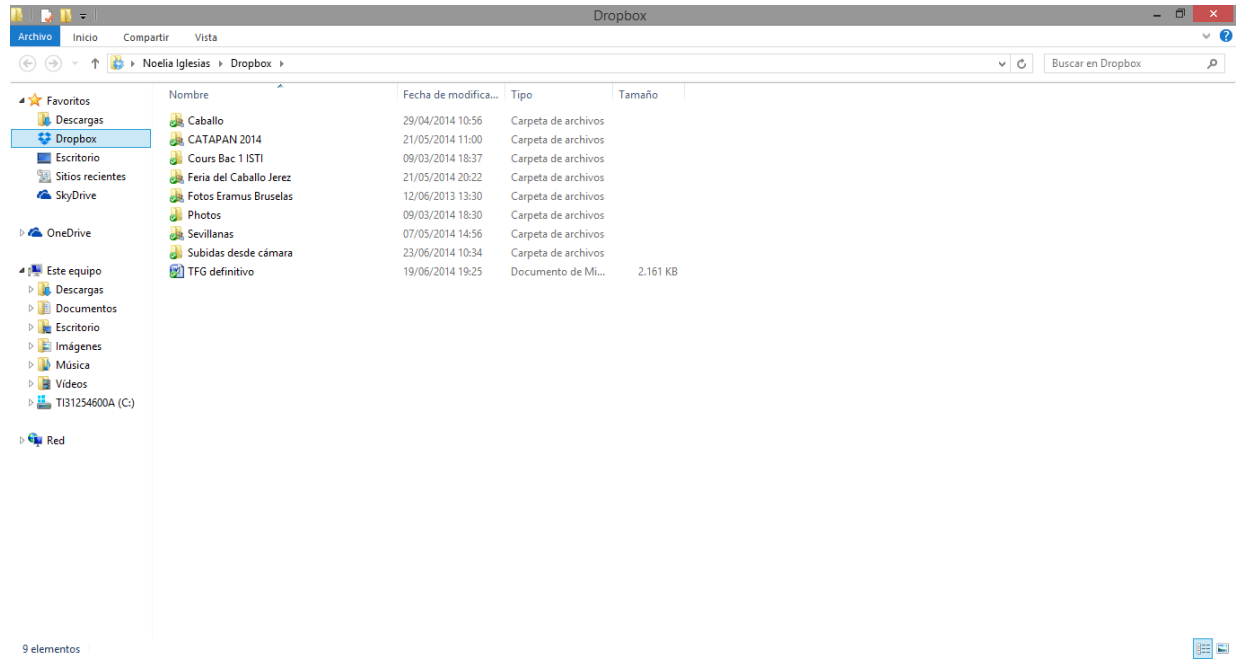 Dropbox
Archivo Inicio Compartir Vista
Noelia Iglesias Dropbox Buscar en Dropbox
Favoritos
Descargas
Dropbox
Escritorio
Sitios recientes
SkyDrive
OneDrive
Este equipo
Descargas
Documentos
Escritorio
Imágenes
Música
Vídeos
TI31254600A (C:)
Red
Nombre Fecha de modifica... Tipo Tamaño
Caballo 29/04/2014 10:56 Carpeta de archivos
CATAPAN 2014 21/05/2014 11:00 Carpeta de archivos
Cours Bac 1 ISTI 09/03/2014 18:37 Carpeta de archivos
Feria del Caballo Jerez 21/05/2014 20:22 Carpeta de archivos
Fotos Eramus Bruselas 12/06/2013 13:30 Carpeta de archivos
Photos 09/03/2014 18:30 Carpeta de archivos
Sevillanas 07/05/2014 14:56 Carpeta de archivos
Subidas desde cámara 23/06/2014 10:34 Carpeta de archivos
TFG definitivo 19/06/2014 19:25 Documento de Mi... 2.161 KB
9 elementos